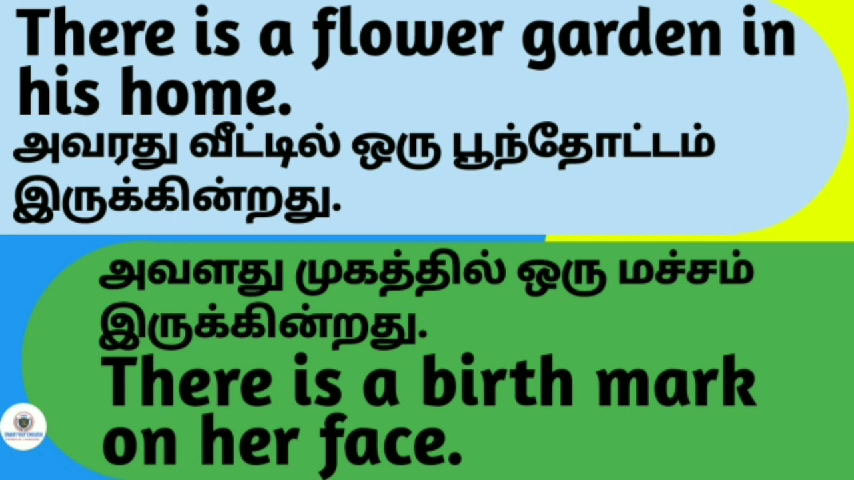 There is a flower garden in
his home.
அவரது வீட்டில் ஒரு பூந்தோட்டம்
இருக்கின்றது.
அவளது முகத்தில் ஒரு மச்சம்
இருக்கின்றது.
There is a birth mark
on her face.